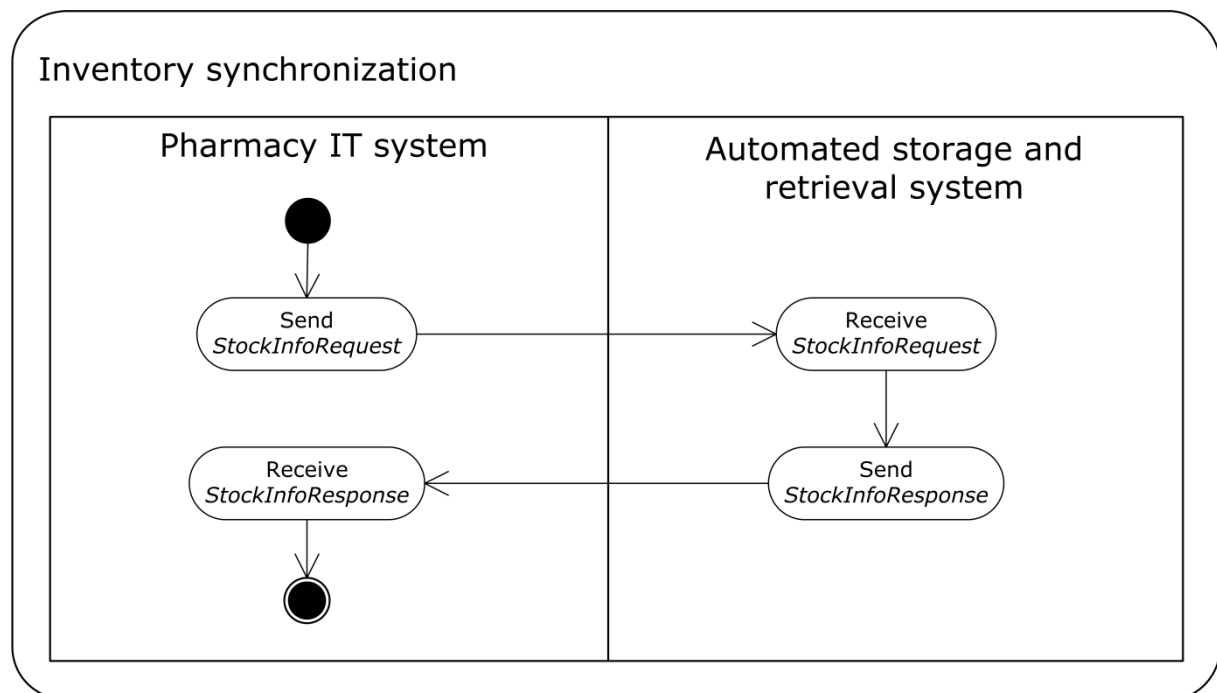 Inventory synchronization
Pharmacy IT system
Automated storage and
retrieval system
Send
StockInfoRequest
Receive
StockInfoRequest
Receive
StockInfoResponse
Send
StockInfoResponse